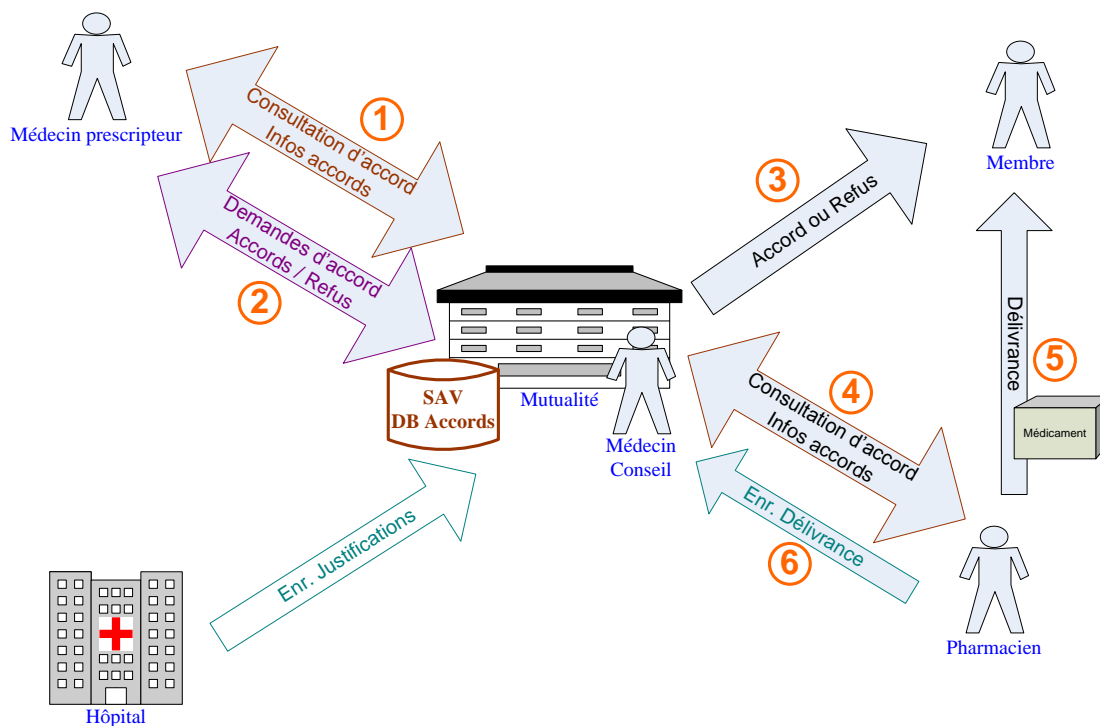 Médecin prescripteur
Consultation d'accord
Infos accords
1
Demandes d'accord
Accords / Refus
2
3
Accord ou Refus
Membre
Mutualité
SAV
DB Accords
Médecin
Conseil
4
Consultation d'accord
Infos accords
Délivrance
5
Médicament
Enr. Délivrance
6
Enr. Justifications
Pharmacien
Hôpital